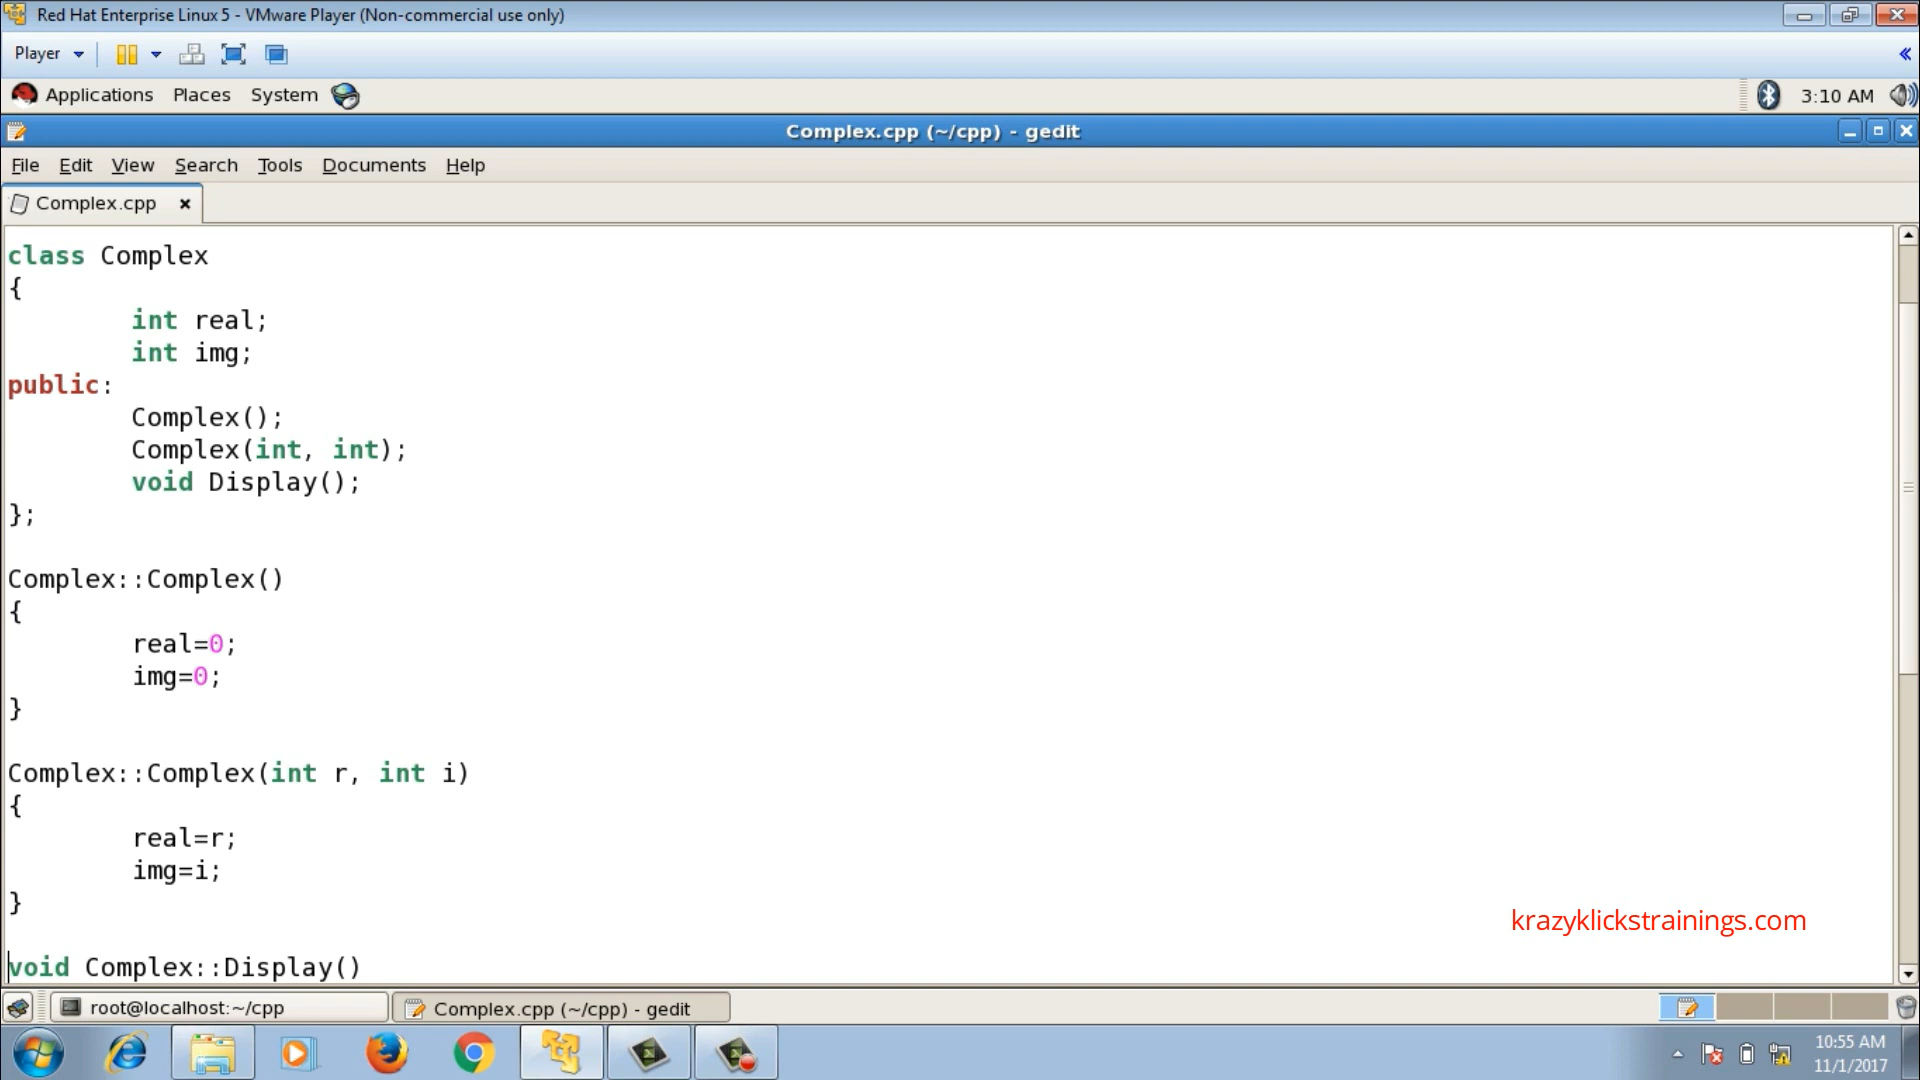 Red Hat Enterprise Linux 5 - VMware Player (Non-commercial use only)
Player
Applications Places System 3:10 AM
Complex.cpp (~/cpp) - gedit
File Edit View Search Tools Documents Help
Complex.cpp
class Complex
{
int real;
int img;
public:
Complex();
Complex(int, int);
void Display();
};
Complex::Complex()
{
real=0;
img=0;
}
Complex::Complex(int r, int i)
{
real=r;
img=i;
}
krazyklickstrainings.com
void Complex::Display()
root@localhost:~/cpp Complex.cpp (~/cpp) - gedit
10:55 AM
11/1/2017